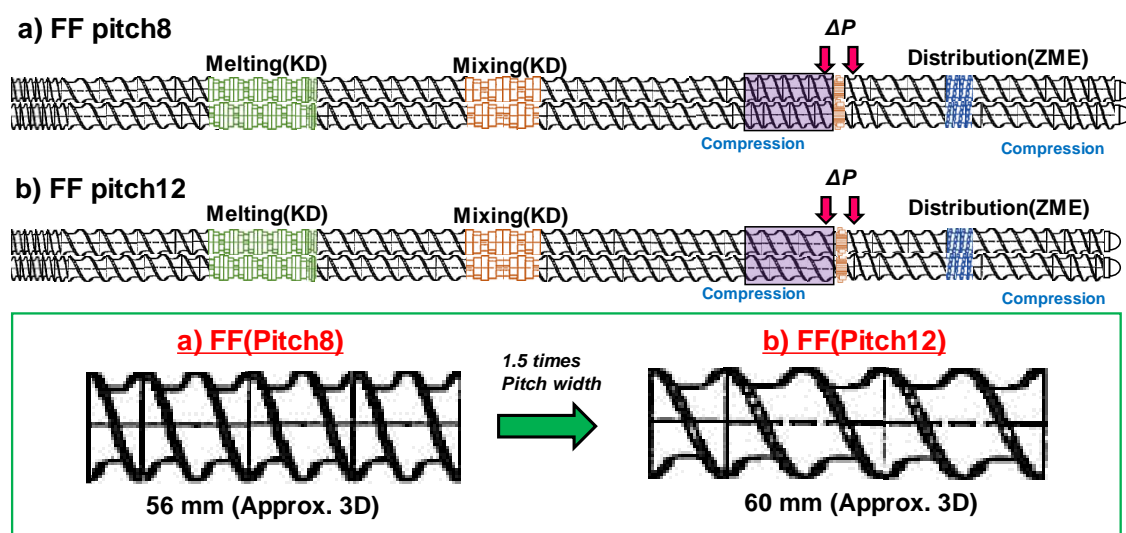 a) FF pitch8
ΔP
Melting(KD)
Mixing(KD)
Distribution(ZME)
Compression
Compression
b) FF pitch12
ΔP
Melting(KD)
Mixing(KD)
Distribution(ZME)
Compression
Compression
a) FF(Pitch8)
1.5 times
Pitch width
b) FF(Pitch12)
56 mm (Approx. 3D)
60 mm (Approx. 3D)